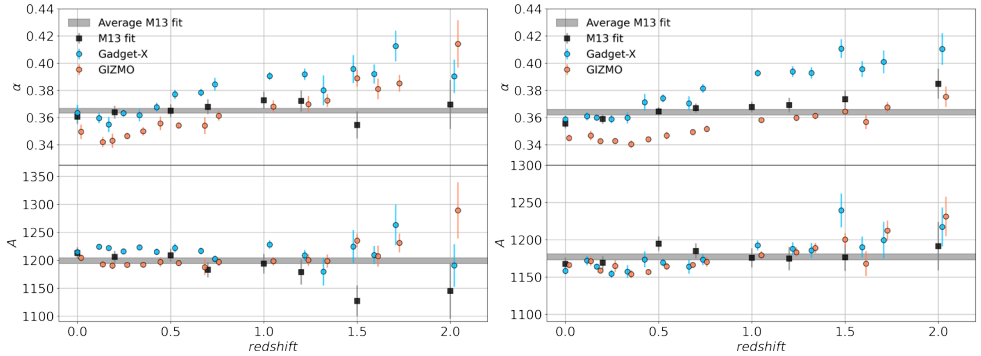 0.44
0.42
0.40
0.38
0.36
0.34
α
Average M13 fit
M13 fit
Gadget-X
GIZMO
1350
1300
1250
1200
1150
1100
A
0.0 0.5 1.0 1.5 2.0
redshift
0.44
0.42
0.40
0.38
0.36
0.34
α
Average M13 fit
M13 fit
Gadget-X
GIZMO
1300
1200
1100
A
0.0 0.5 1.0 1.5 2.0
redshift